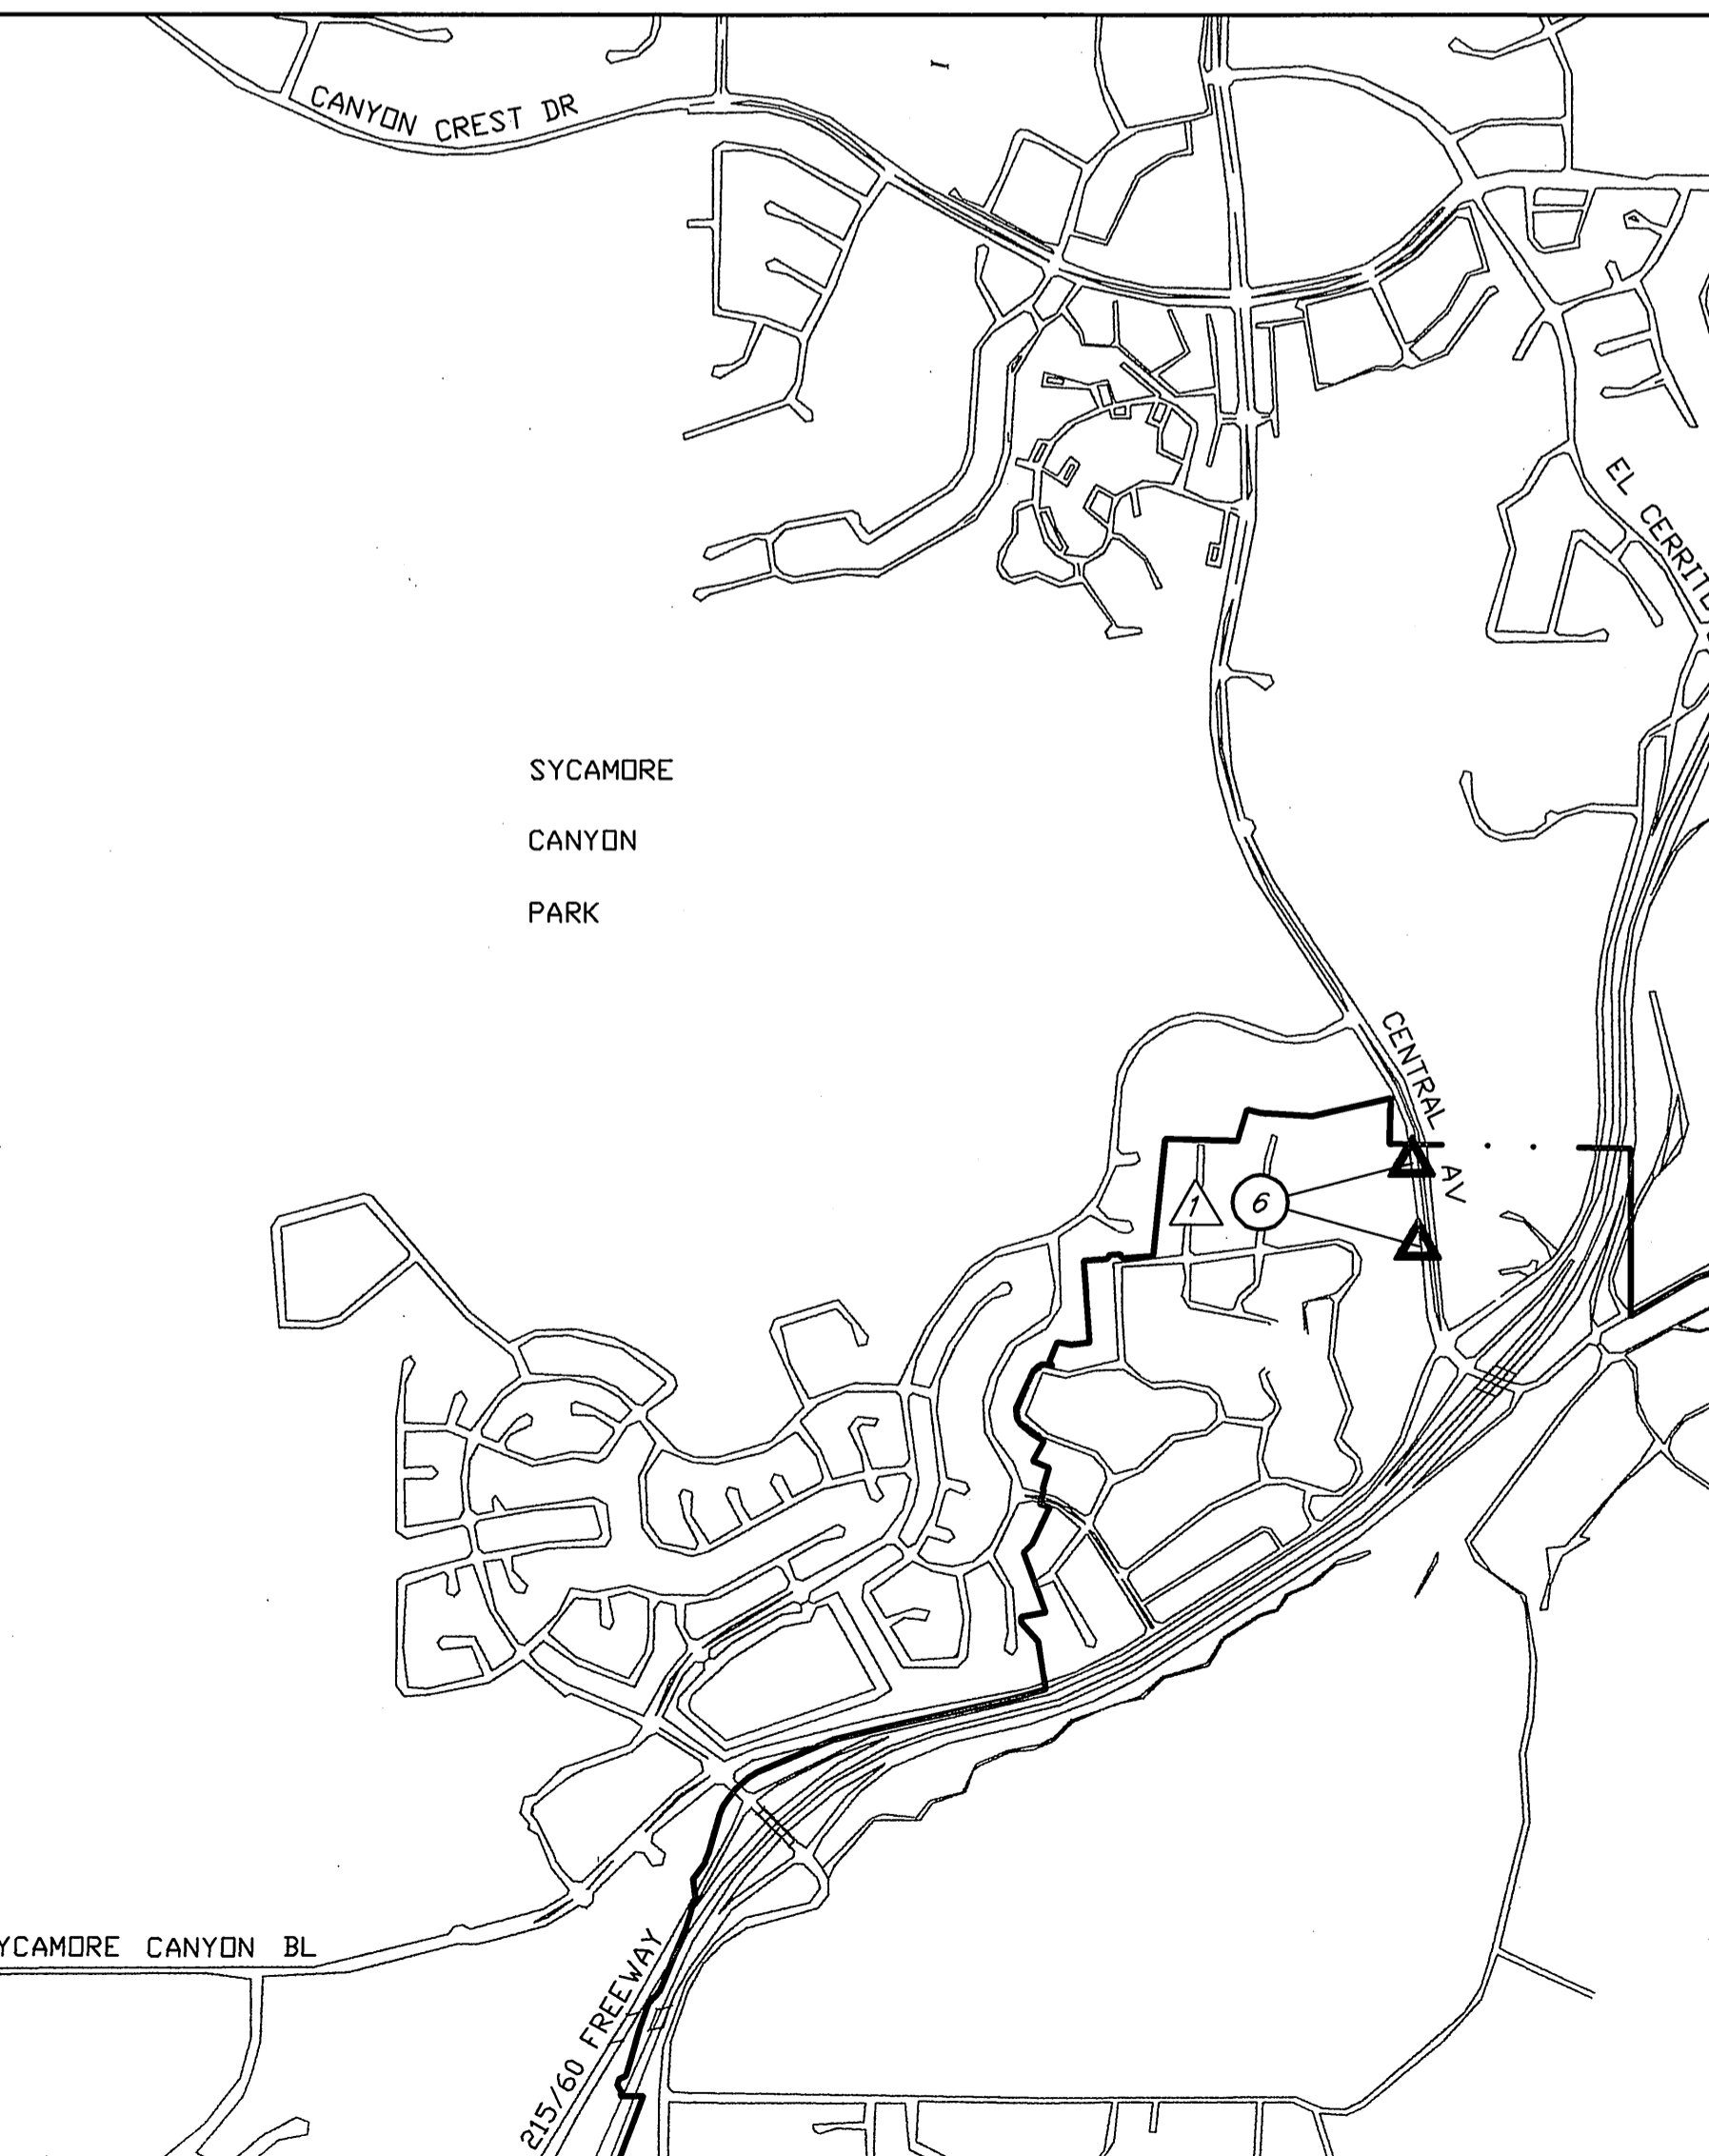 I
CANYON CREST DR
EL CERRITO
SYCAMORE
CANYON
PARK
CENTRAL AV
1
6
YCAMORE CANYON BL
215/60 FREEWAY